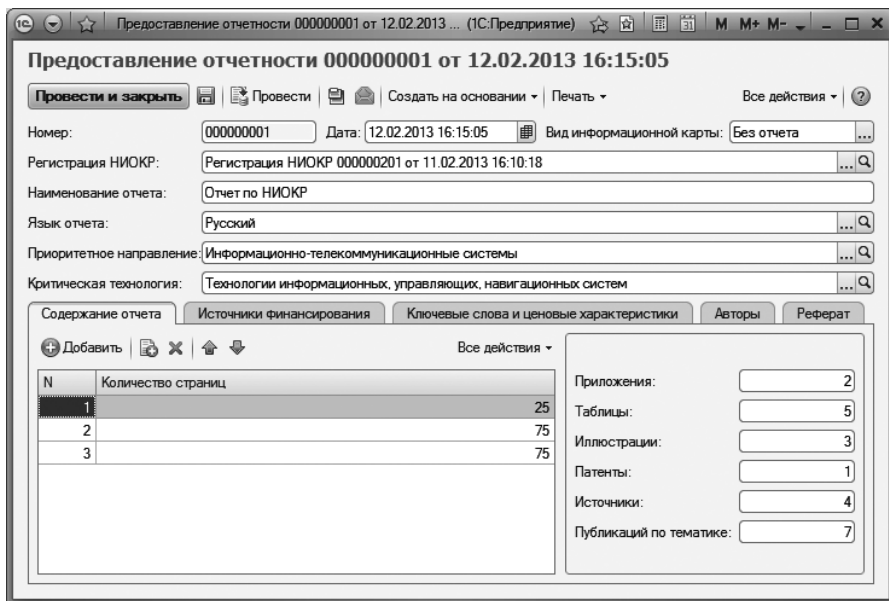 Предоставление отчетности 000000001 от 12.02.2013 ... (1С:Предприятие) 31 M M+ M-
Предоставление отчетности 000000001 от 12.02.2013 16:15:05
Провести и закрыть Провести Создать на основании Печать Все действия ?
Номер: 000000001 Дата: 12.02.2013 16:15:05 Вид информационной карты: Без отчета ...
Регистрация НИОКР: Регистрация НИОКР 000000201 от 11.02.2013 16:10:18 ...
Наименование отчета: Отчет по НИОКР
Язык отчета: Русский ...
Приоритетное направление: Информационно-телекоммуникационные системы ...
Критическая технология: Технологии информационных, управляющих, навигационных систем ...
Содержание отчета Источники финансирования Ключевые слова и ценовые характеристики Авторы Реферат
Добавить Все действия
N Количество страниц
1 25
2 75
3 75
Приложения: 2
Таблицы: 5
Иллюстрации: 3
Патенты: 1
Источники: 4
Публикаций по тематике: 7